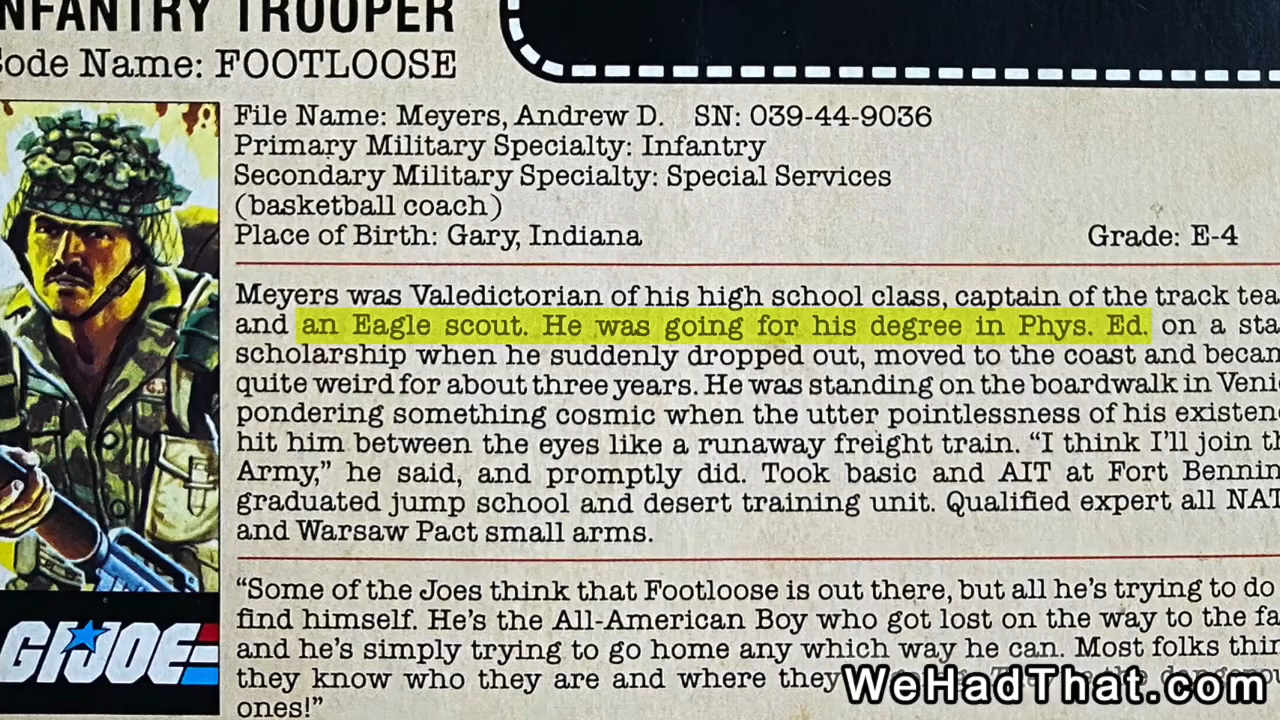 NFANTRY TROOPER
ode Name: FOOTLOOSE
File Name: Meyers, Andrew D. SN: 039-44-9036
Primary Military Specialty: Infantry
Secondary Military Specialty: Special Services
(basketball coach)
Place of Birth: Gary, Indiana Grade: E-4
Meyers was Valedictorian of his high school class, captain of the track tea
and an Eagle scout. He was going for his degree in Phys. Ed. on a sta
scholarship when he suddenly dropped out, moved to the coast and becam
quite weird for about three years. He was standing on the boardwalk in Veni
pondering something cosmic when the utter pointlessness of his existen
hit him between the eyes like a runaway freight train. “I think I’ll join th
Army,” he said, and promptly did. Took basic and AIT at Fort Bennin
graduated jump school and desert training unit. Qualified expert all NAT
and Warsaw Pact small arms.
“Some of the Joes think that Footloose is out there, but all he’s trying to do
find himself. He’s the All-American Boy who got lost on the way to the fa
and he’s simply trying to go home any which way he can. Most folks thin
they know who they are and where they
ones!”
GI JOE
WeHadThat.com